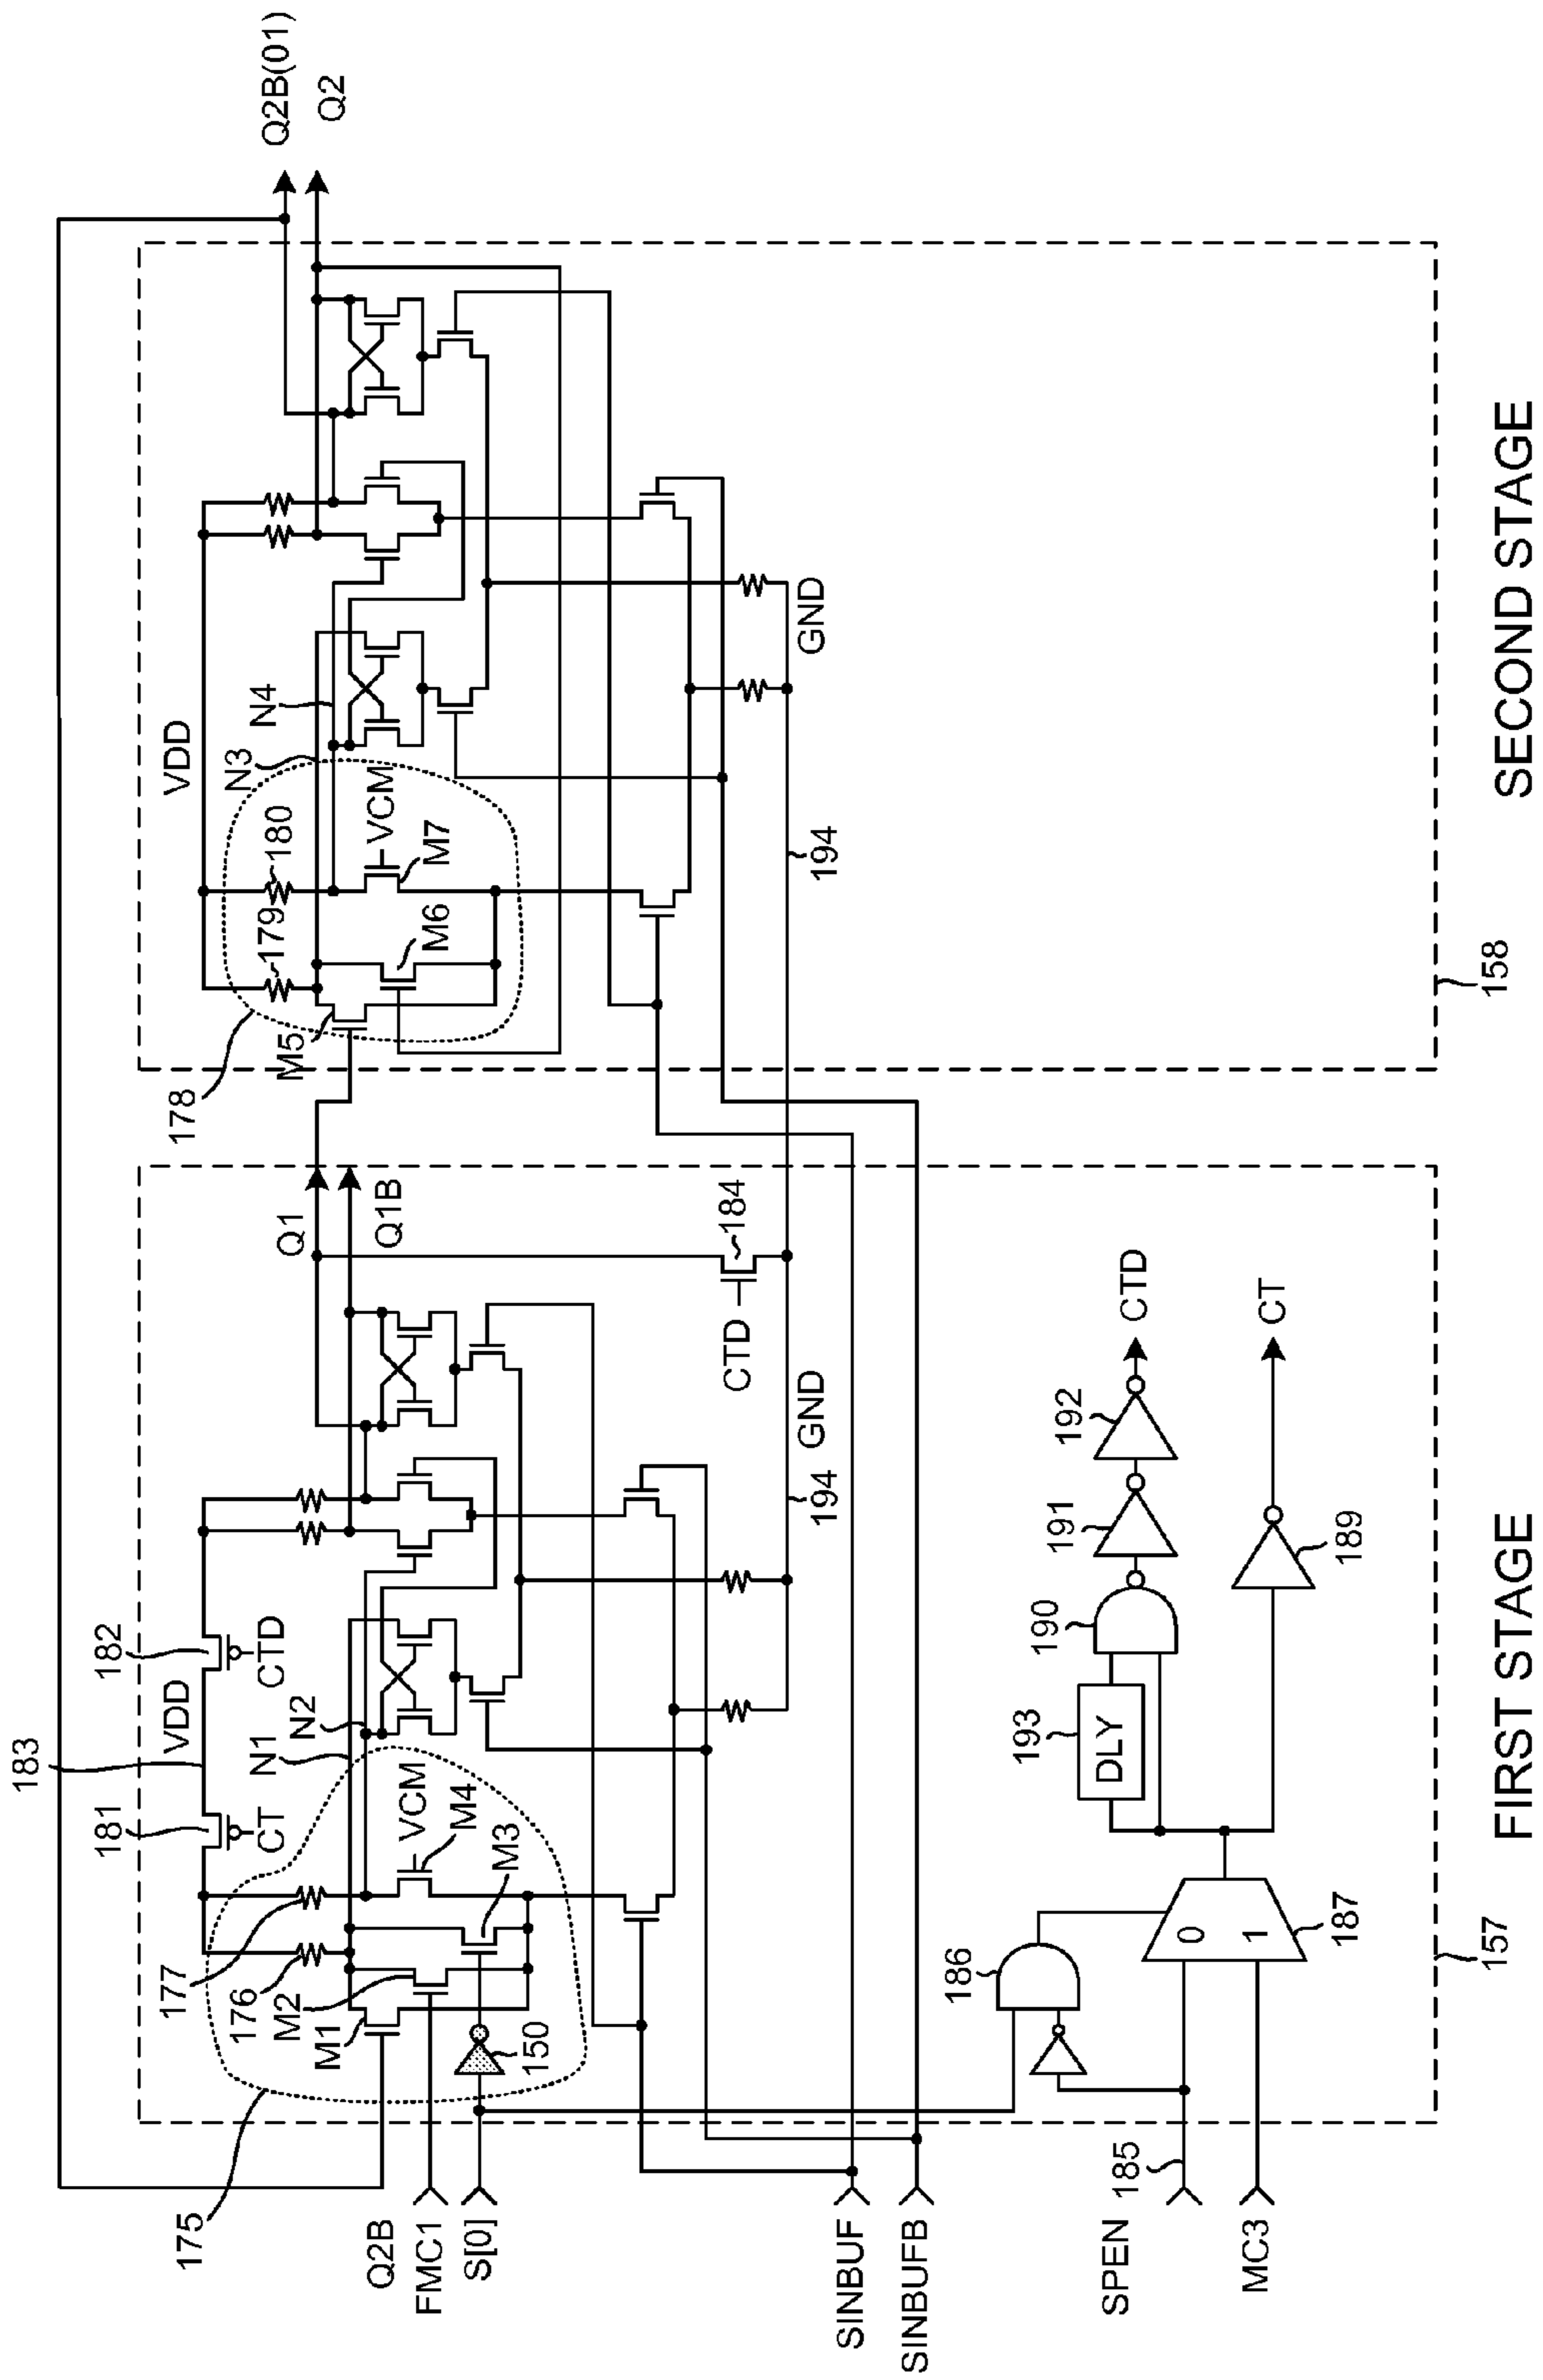 Q2B(01)
Q2
183
VDD
181
182
CT
CTD
N1
N2
VCM
M4
M3
177
176
M2
M1
150
175
Q2B
FMC1
S[0]
Q1
Q1B
184
CTD
GND
194
178
VDD
N3
N4
179
180
VCM
M7
M6
M5
GND
194
158
SECOND STAGE
SINBUF
SINBUFB
SPEN
185
MC3
186
0
1
187
193
DLY
190
191
192
CTD
CT
189
157
FIRST STAGE